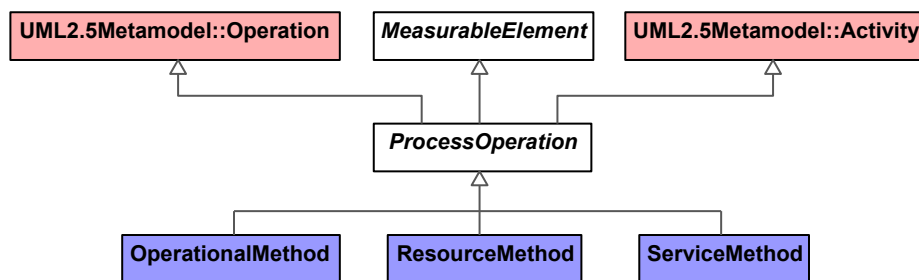 UML2.5Metamodel::Operation
MeasurableElement
UML2.5Metamodel::Activity
ProcessOperation
OperationalMethod
ResourceMethod
ServiceMethod